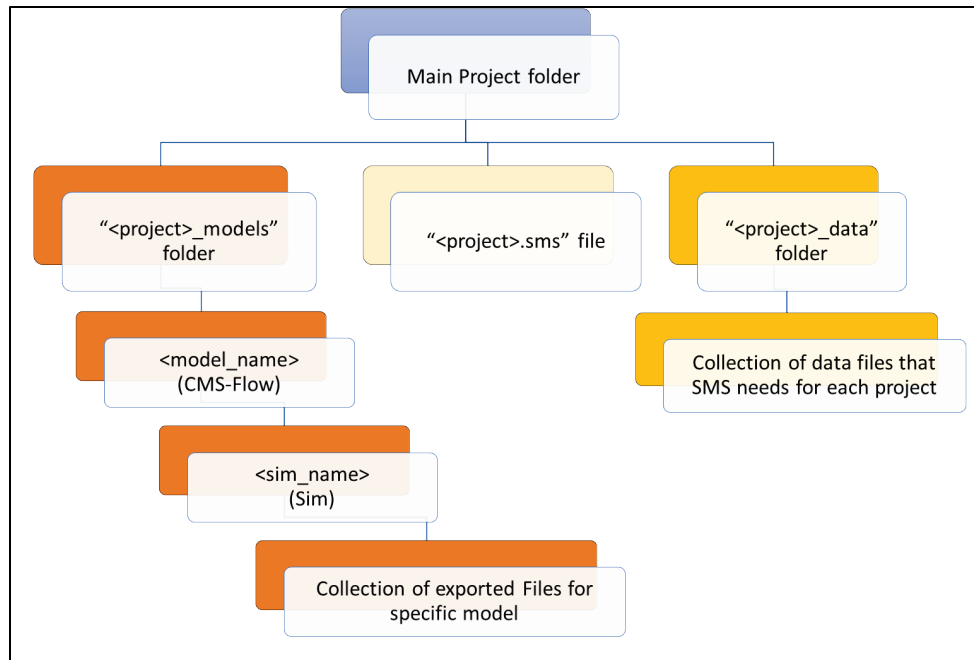 Main Project folder
“<project>_models”
folder
“<project>.sms” file
“<project>_data”
folder
<model_name>
(CMS-Flow)
Collection of data files that
SMS needs for each project
<sim_name>
(Sim)
Collection of exported Files for
specific model